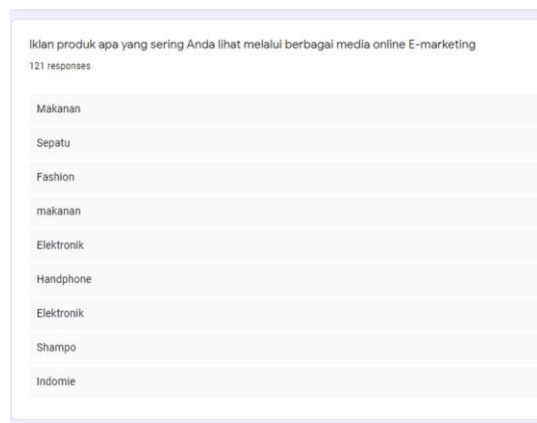 Iklan produk apa yang sering Anda lihat melalui berbagai media online E-marketing
121 responses
Makanan
Sepatu
Fashion
makanan
Elektronik
Handphone
Elektronik
Shampo
Indomie